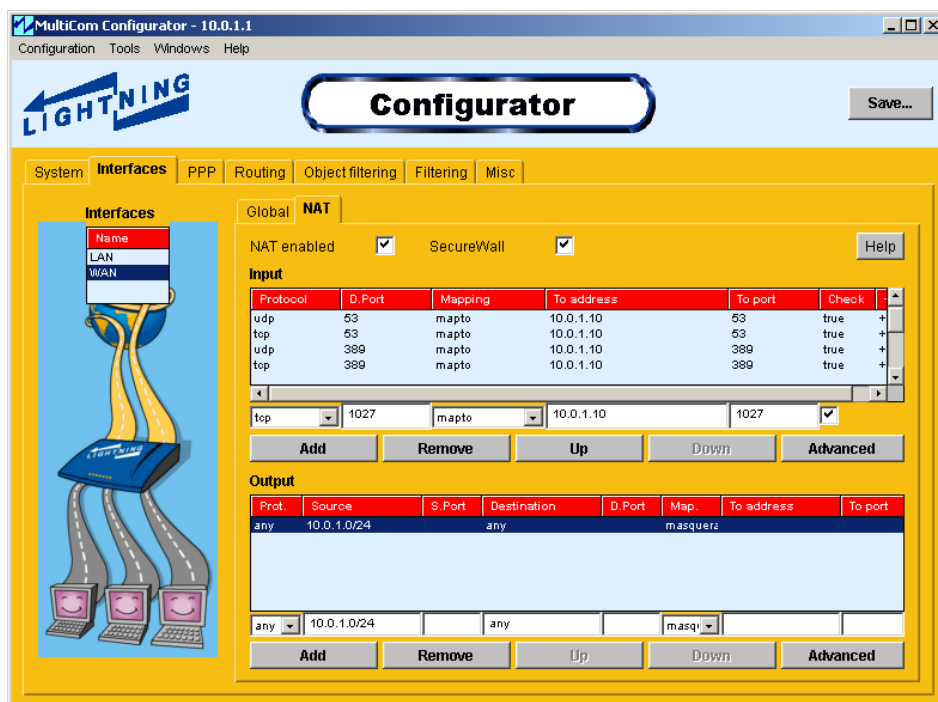 MultiCom Configurator - 10.0.1.1
Configuration Tools Windows Help
LIGHTNING
Configurator
Save...
System Interfaces PPP Routing Object filtering Filtering Misc
Interfaces
Name
LAN
WAN
LIGHTNING
Global NAT
NAT enabled SecureWall Help
Input
Protocol D.Port Mapping To address To port Check
udp 53 mapto 10.0.1.10 53 true +
tcp 53 mapto 10.0.1.10 53 true +
udp 389 mapto 10.0.1.10 389 true +
tcp 389 mapto 10.0.1.10 389 true +
tcp 1027 mapto 10.0.1.10 1027
Add Remove Up Down Advanced
Output
Prot. Source S.Port Destination D.Port Map. To address To port
any 10.0.1.0/24 any masquera
any 10.0.1.0/24 any masqu
Add Remove Up Down Advanced